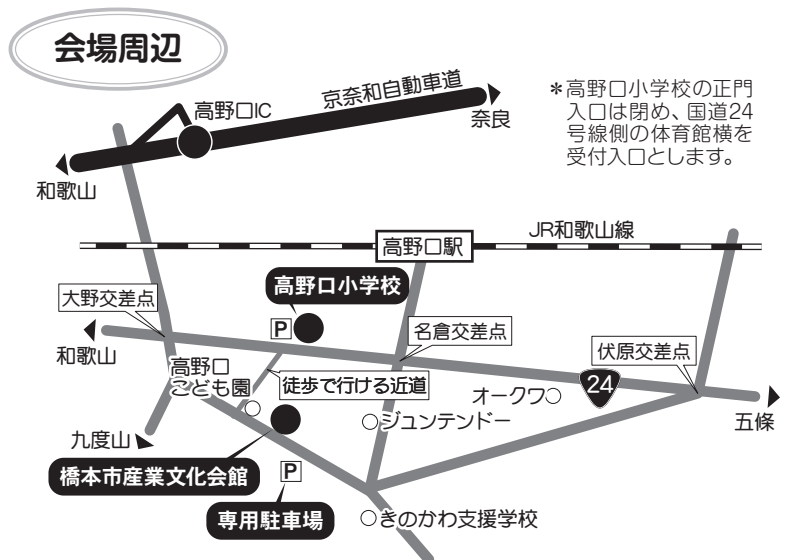 会場周辺
京奈和自動車道
高野口IC
奈良
和歌山
*高野口小学校の正門
入口は閉め、国道24
号線側の体育館横を
受付入口とします。
JR和歌山線
高野口駅
高野口小学校
P
大野交差点
名倉交差点
伏原交差点
和歌山
高野口
こども園
徒歩で行ける近道
オークワ
24
五條
ジュンテンドー
九度山
橋本市産業文化会館
P
専用駐車場
きのかわ支援学校